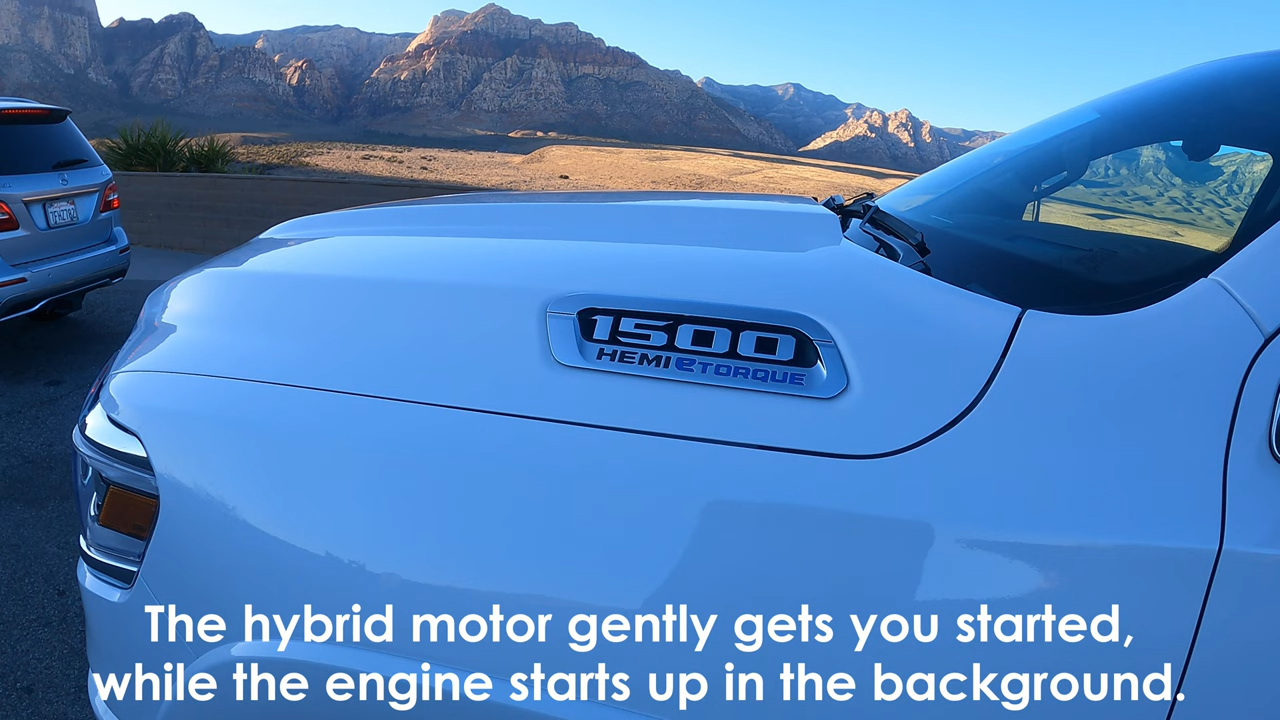 1500
HEMI eTORQUE
The hybrid motor gently gets you started,
while the engine starts up in the background.